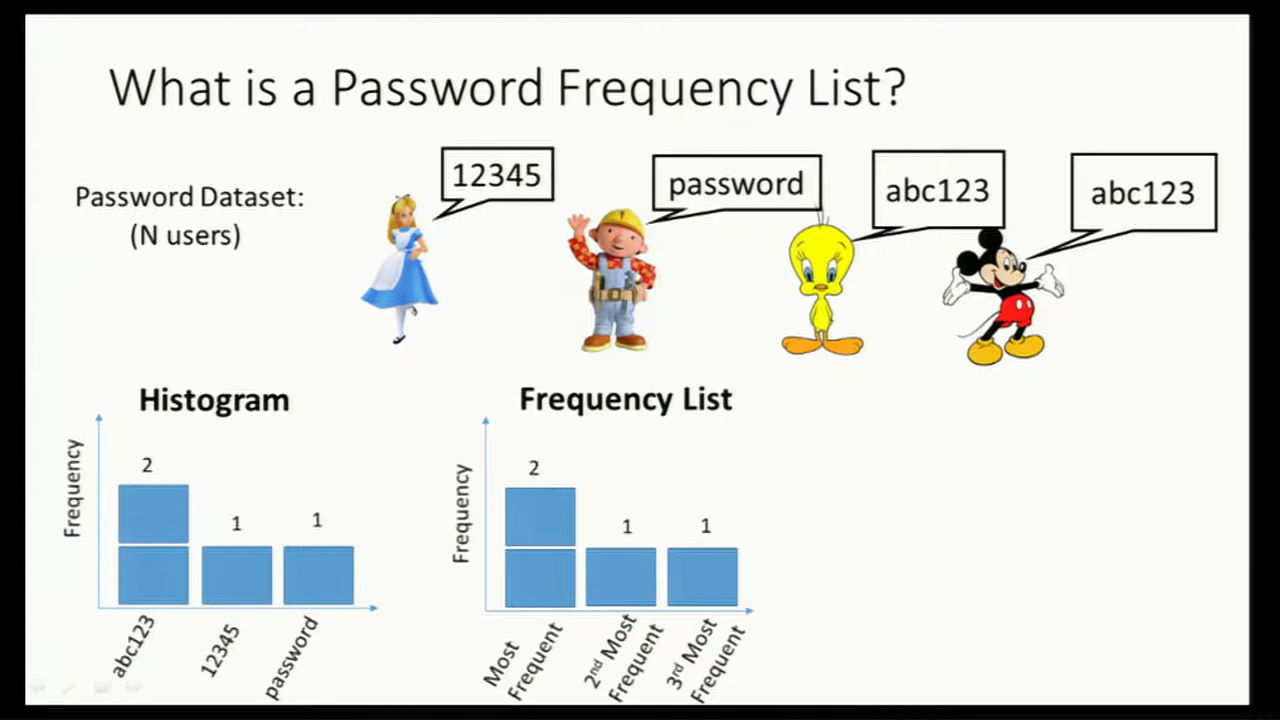 What is a Password Frequency List?
Password Dataset:
(N users)
12345
password
abc123
abc123
Histogram
Frequency
2
1
1
abc123
12345
password
Frequency List
Frequency
2
1
1
Most
Frequent
2nd Most
Frequent
3rd Most
Frequent